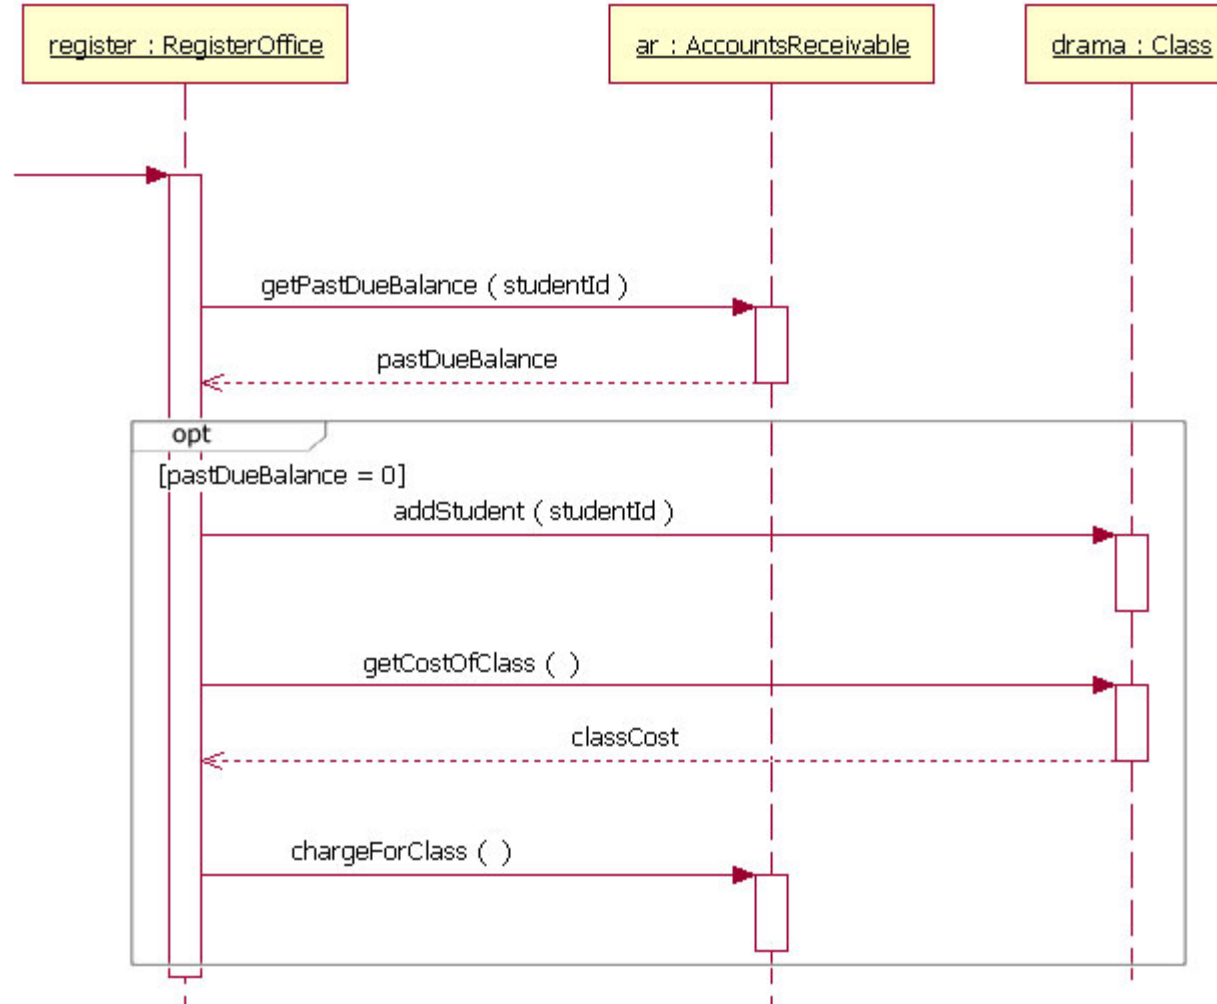 register : RegisterOffice
ar : AccountsReceivable
drama : Class
getPastDueBalance ( studentId )
pastDueBalance
opt
[pastDueBalance = 0]
addStudent ( studentId )
getCostOfClass (  )
classCost
chargeForClass (  )